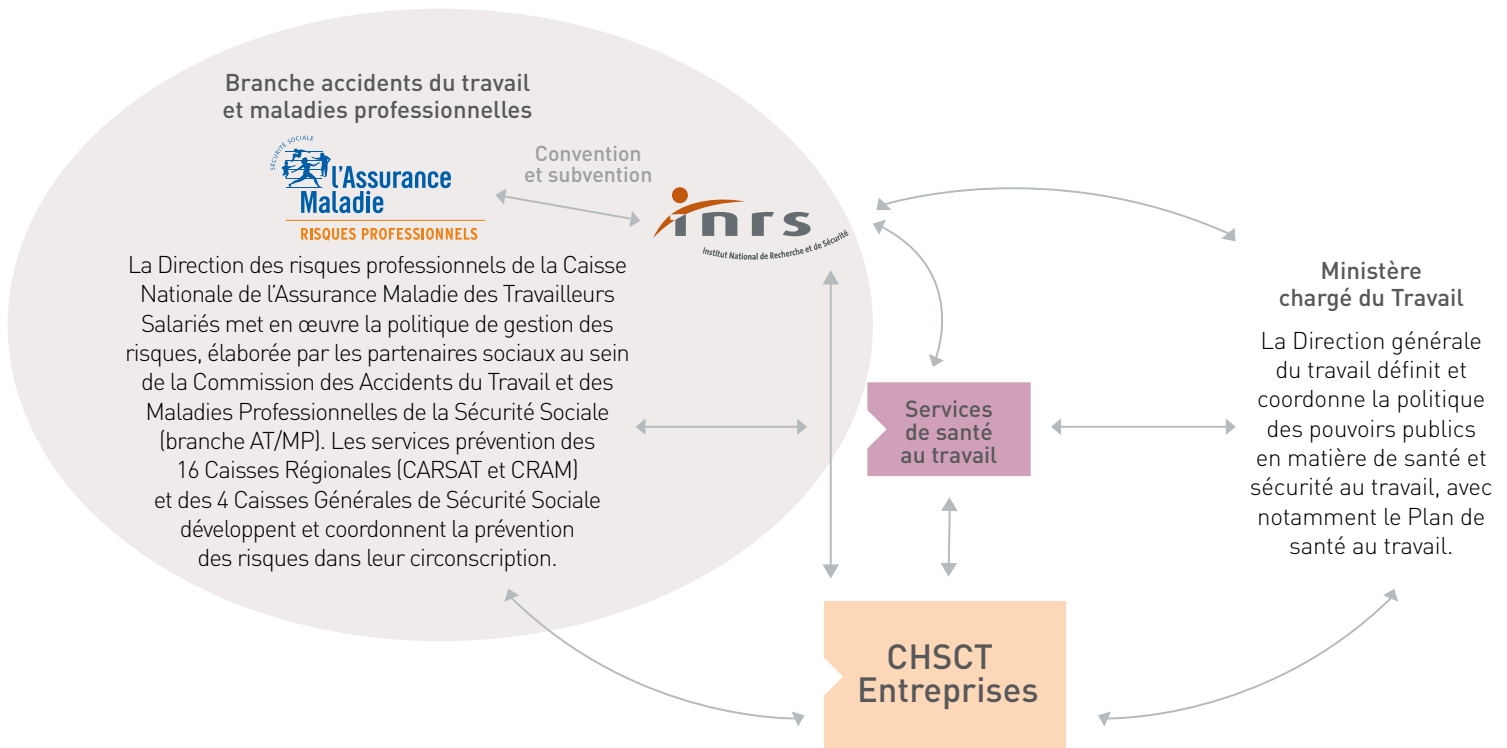 Branche accidents du travail
et maladies professionnelles
SÉCURITÉ SOCIALE
l'Assurance
Maladie
RISQUES PROFESSIONNELS
Convention
et subvention
inrs
Institut National de Recherche et de Sécurité
La Direction des risques professionnels de la Caisse
Nationale de l'Assurance Maladie des Travailleurs
Salariés met en œuvre la politique de gestion des
risques, élaborée par les partenaires sociaux au sein
de la Commission des Accidents du Travail et des
Maladies Professionnelles de la Sécurité Sociale
(branche AT/MP). Les services prévention des
16 Caisses Régionales (CARSAT et CRAM)
et des 4 Caisses Générales de Sécurité Sociale
développent et coordonnent la prévention
des risques dans leur circonscription.
Services
de santé
au travail
CHSCT
Entreprises
Ministère
chargé du Travail
La Direction générale
du travail définit et
coordonne la politique
des pouvoirs publics
en matière de santé et
sécurité au travail, avec
notamment le Plan de
santé au travail.